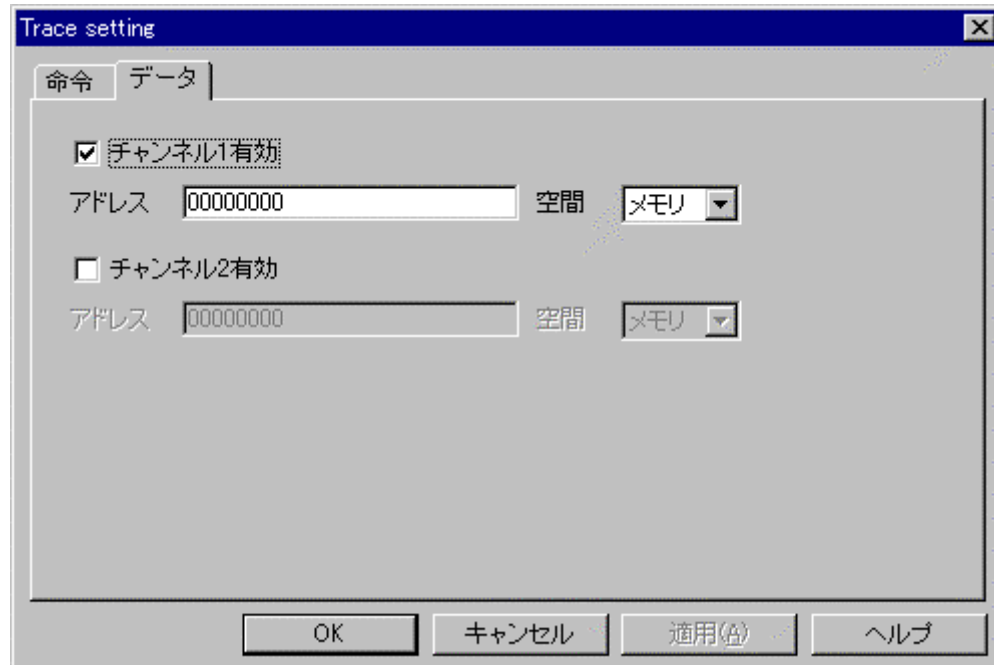 Trace setting
命令 データ
チャンネル1有効
アドレス 00000000 空間 メモリ
チャンネル2有効
アドレス 00000000 空間 メモリ
OK キャンセル 適用(A) ヘルプ